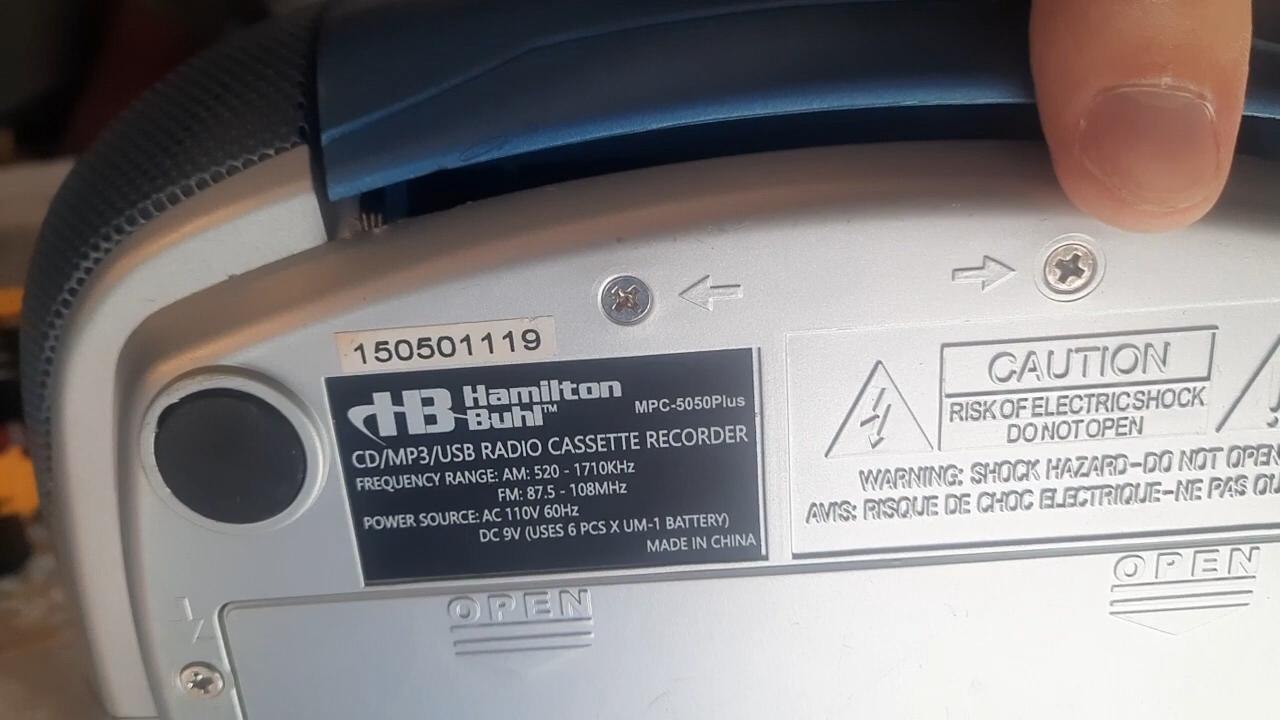 150501119
HB Hamilton
Buhl™
MPC-5050Plus
CD/MP3/USB RADIO CASSETTE RECORDER
FREQUENCY RANGE: AM: 520 - 1710KHz
FM: 87.5 - 108MHz
POWER SOURCE: AC 110V 60Hz
DC 9V (USES 6 PCS X UM-1 BATTERY)
MADE IN CHINA
CAUTION
RISK OF ELECTRIC SHOCK
DO NOT OPEN
WARNING: SHOCK HAZARD-DO NOT OPEN
AVIS: RISQUE DE CHOC ELECTRIQUE-NE PAS
OPEN
OPEN